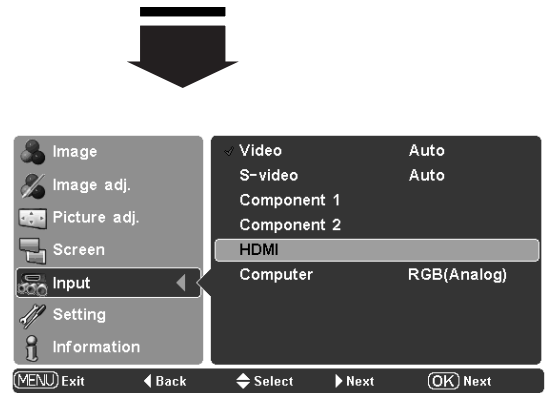 Image
Image adj.
Picture adj.
Screen
Input
Setting
Information
Video Auto
S-video Auto
Component 1
Component 2
HDMI
Computer RGB(Analog)
MENU Exit Back Select Next OK Next